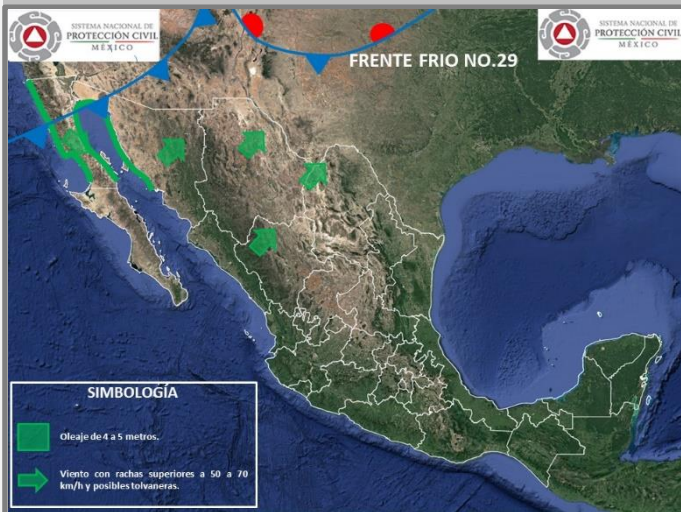 SISTEMA NACIONAL DE
PROTECCIÓN CIVIL
MÉXICO
SISTEMA NACIONAL DE
PROTECCIÓN CIVIL
MÉXICO
FRENTE FRIO NO.29
SIMBOLOGÍA
Oleaje de 4 a 5 metros.
Viento con rachas superiores a 50 a 70
km/h y posibles tolvaneras.